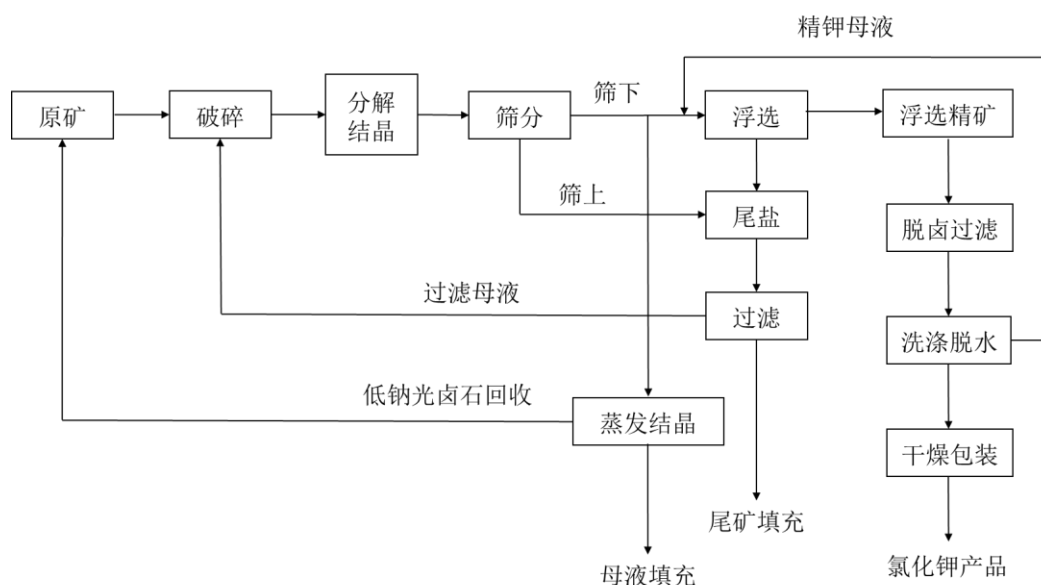 精钾母液
原矿
破碎
分解
结晶
筛分
筛下
浮选
浮选精矿
筛上
尾盐
脱卤过滤
过滤母液
过滤
洗涤脱水
低钠光卤石回收
蒸发结晶
干燥包装
尾矿填充
母液填充
氯化钾产品